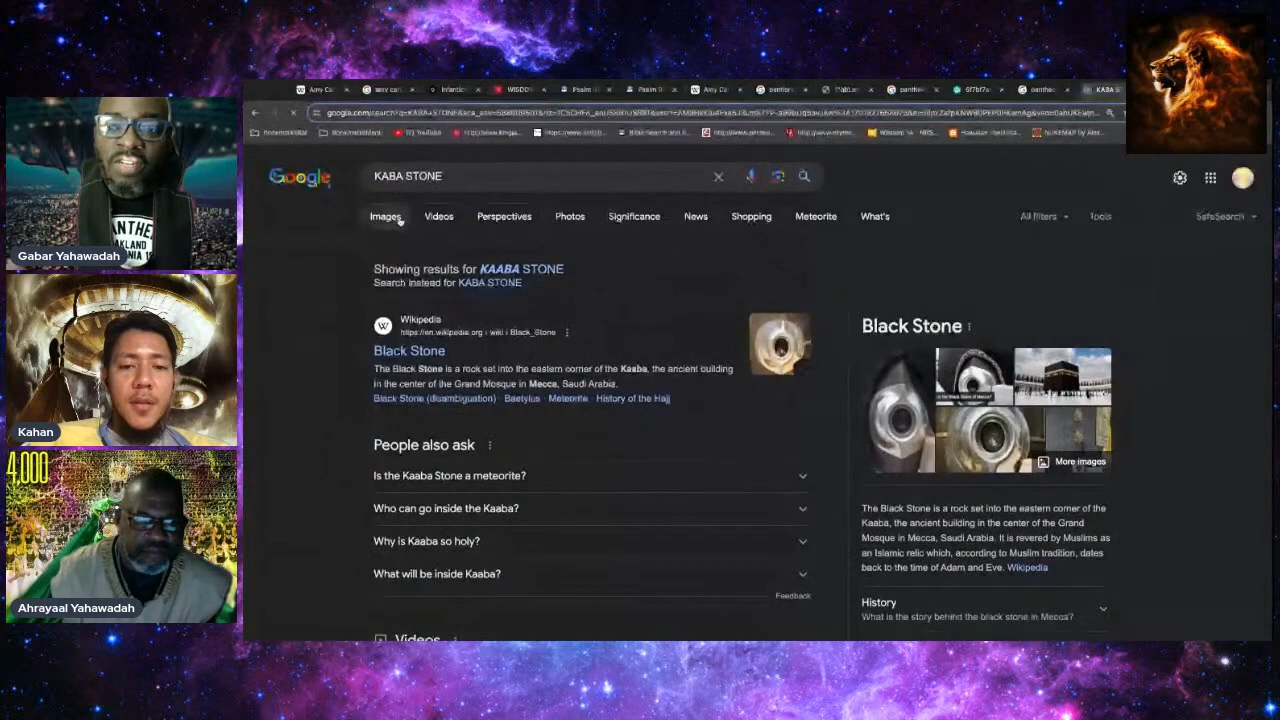 Gabar Yahawadah
Kahan
4,000
Ahrayaal Yahawadah
ANTHE
AKLAND
Google
KABA STONE
Images Videos Perspectives Photos Significance News Shopping Meteorite What's All filters Tools SafeSearch
Showing results for KAABA STONE
Search instead for KABA STONE
Wikipedia
https://en.wikipedia.org › wiki › Black_Stone
Black Stone
The Black Stone is a rock set into the eastern corner of the Kaaba, the ancient building
in the center of the Grand Mosque in Mecca, Saudi Arabia.
Black Stone (disambiguation) · Baetylus · Meteorite · History of the Hajj
People also ask
Is the Kaaba Stone a meteorite?
Who can go inside the Kaaba?
Why is Kaaba so holy?
What will be inside Kaaba?
Feedback
Videos
Black Stone
More images
The Black Stone is a rock set into the eastern corner of the
Kaaba, the ancient building in the center of the Grand
Mosque in Mecca, Saudi Arabia. It is revered by Muslims as
an Islamic relic which, according to Muslim tradition, dates
back to the time of Adam and Eve. Wikipedia
History
What is the story behind the black stone in Mecca?